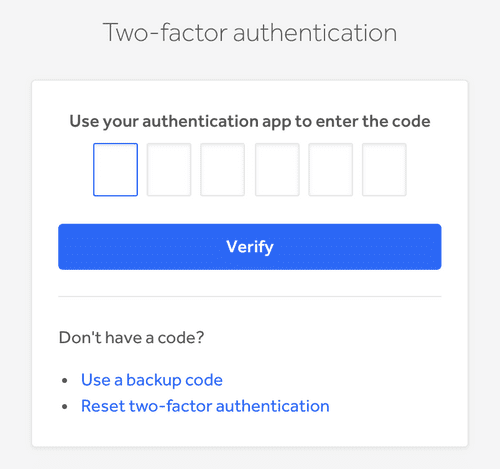 Two-factor authentication
Use your authentication app to enter the code
Verify
Don't have a code?
Use a backup code
Reset two-factor authentication